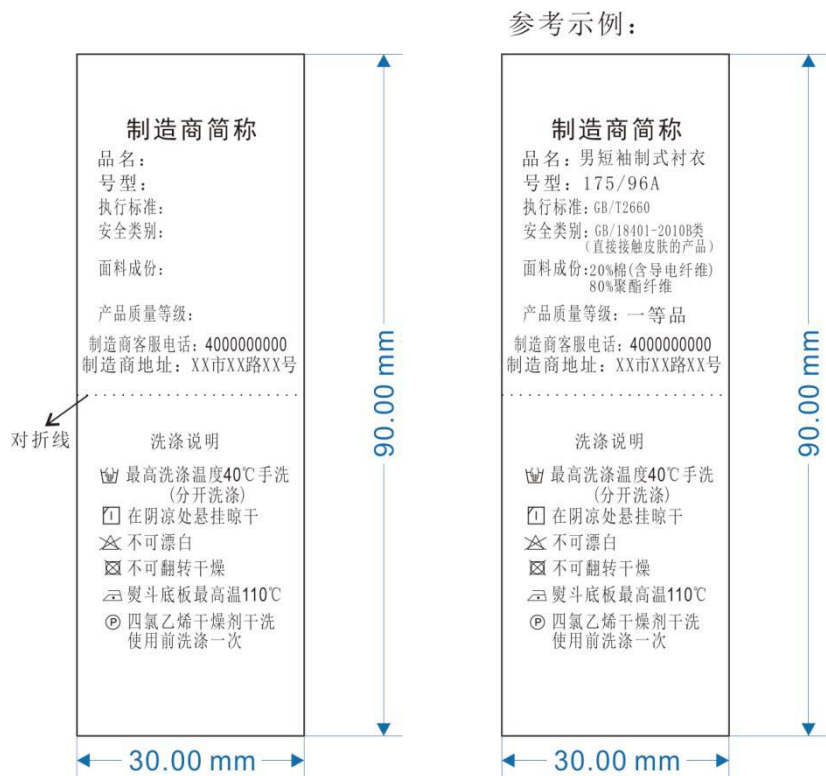 参考示例：
制造商简称
品名：
号型：
执行标准：
安全类别：
面料成份：
产品质量等级：
制造商客服电话：4000000000
制造商地址：XX市XX路XX号
对折线
洗涤说明
最高洗涤温度40℃手洗
(分开洗涤)
在阴凉处悬挂晾干
不可漂白
不可翻转干燥
熨斗底板最高温110℃
P 四氯乙烯干燥剂干洗
使用前洗涤一次
90.00 mm
30.00 mm
制造商简称
品名：男短袖制式衬衣
号型：175/96A
执行标准：GB/T2660
安全类别：GB/18401-2010B类
（直接接触皮肤的产品）
面料成份:20%棉(含导电纤维)
80%聚酯纤维
产品质量等级：一等品
制造商客服电话：4000000000
制造商地址：XX市XX路XX号
洗涤说明
最高洗涤温度40℃手洗
(分开洗涤)
在阴凉处悬挂晾干
不可漂白
不可翻转干燥
熨斗底板最高温110℃
P 四氯乙烯干燥剂干洗
使用前洗涤一次
90.00 mm
30.00 mm